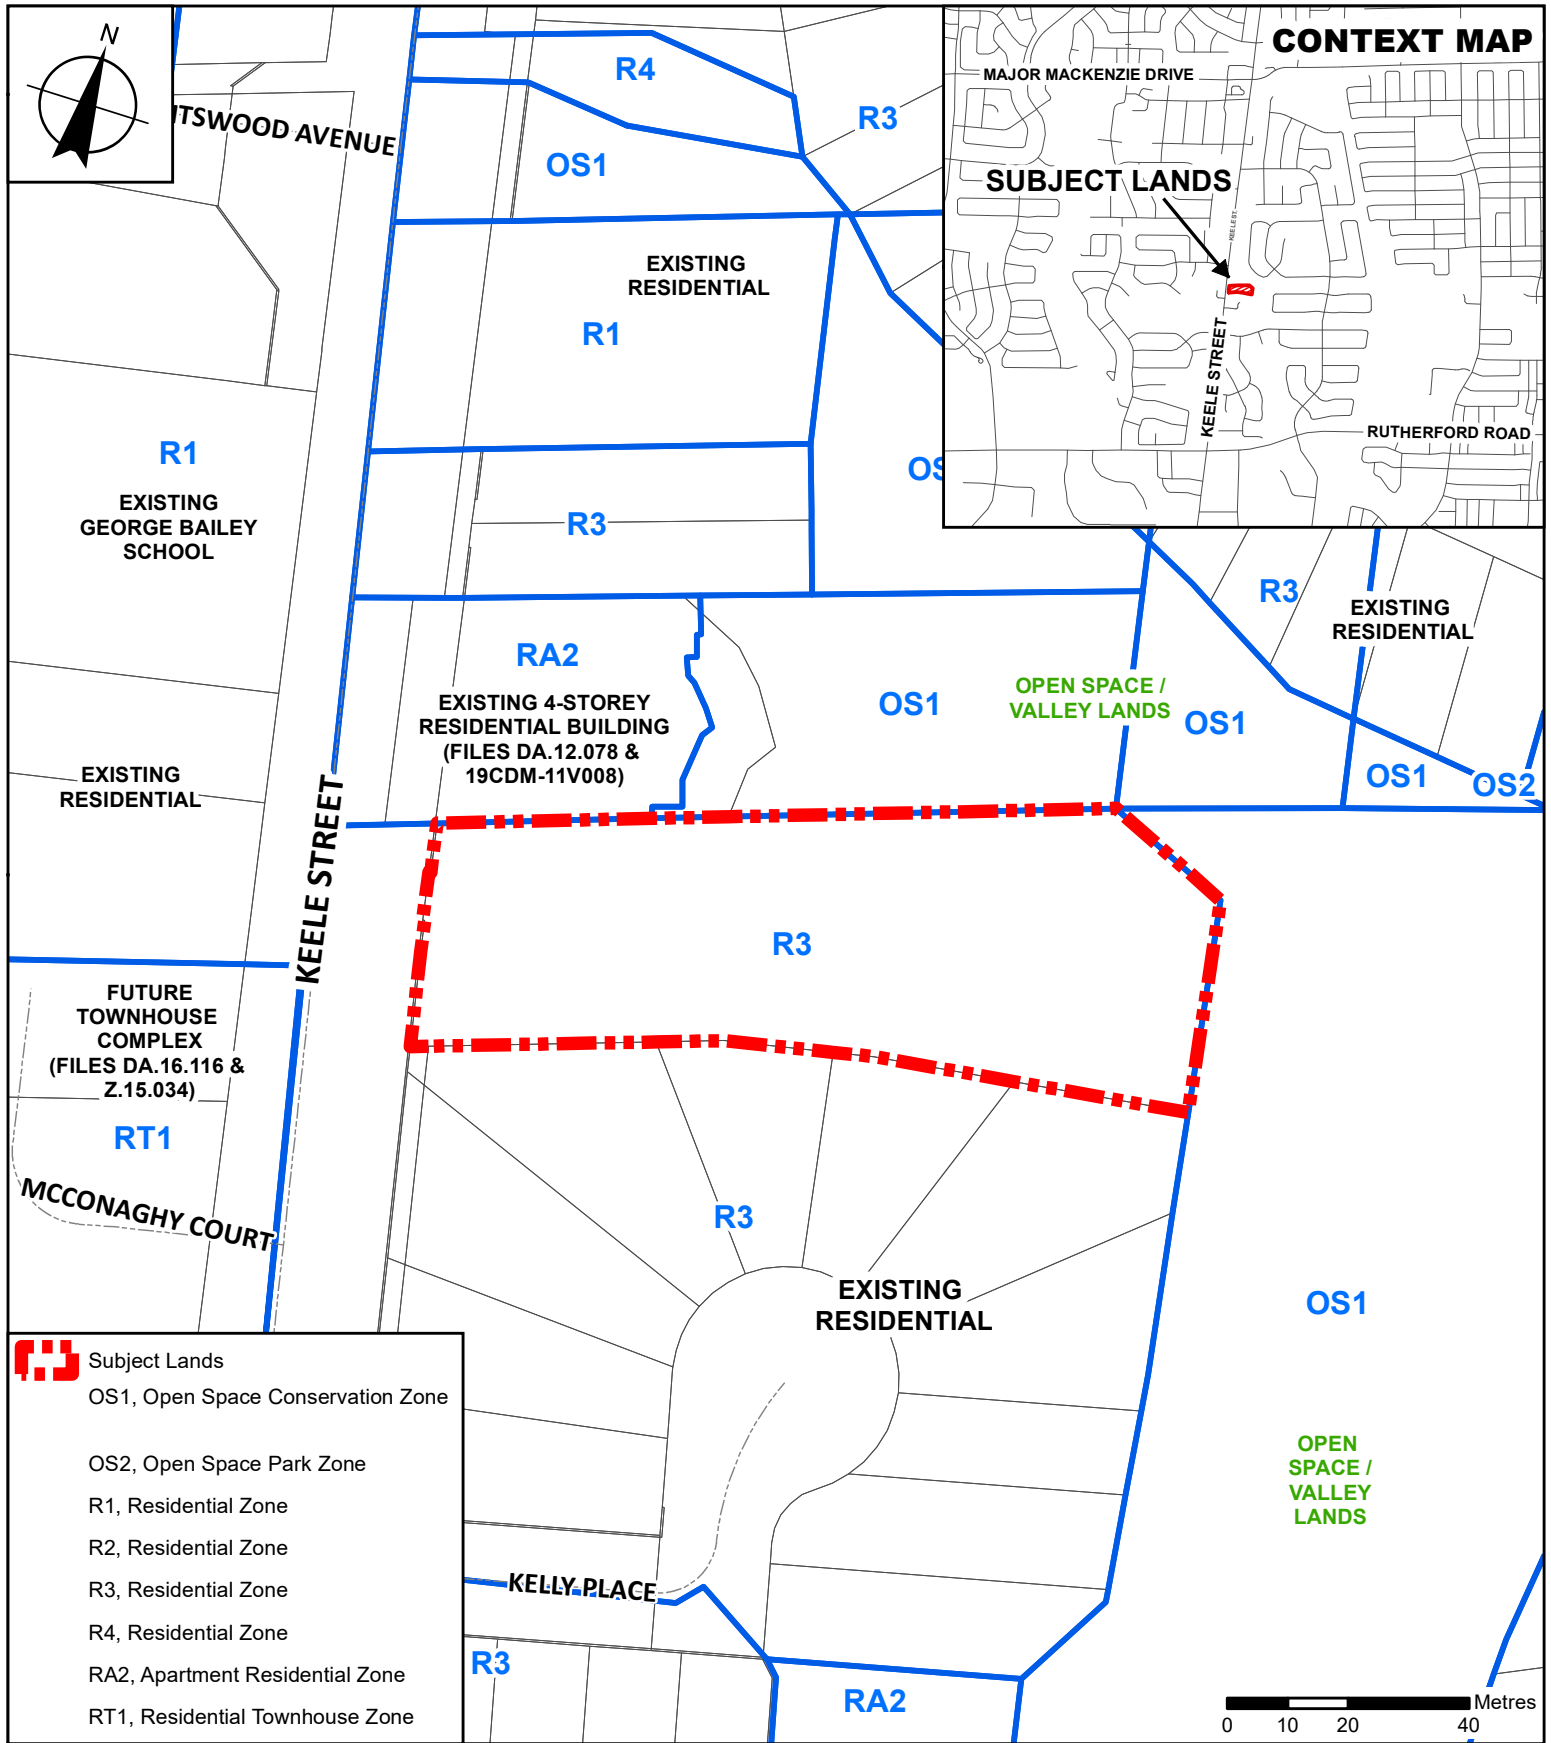 N
ITSWOOD AVENUE
R4
R3
OS1
EXISTING
RESIDENTIAL
R1
R1
EXISTING
GEORGE BAILEY
SCHOOL
R3
OS
CONTEXT MAP
MAJOR MACKENZIE DRIVE
SUBJECT LANDS
KEELE ST.
KEELE STREET
RUTHERFORD ROAD
R3
EXISTING
RESIDENTIAL
RA2
EXISTING 4-STOREY
RESIDENTIAL BUILDING
(FILES DA.12.078 &
19CDM-11V008)
OS1
OPEN SPACE /
VALLEY LANDS
OS1
OS1
OS2
EXISTING
RESIDENTIAL
KEELE STREET
R3
FUTURE
TOWNHOUSE
COMPLEX
(FILES DA.16.116 &
Z.15.034)
RT1
MCCONAGHY COURT
R3
EXISTING
RESIDENTIAL
OS1
OPEN
SPACE /
VALLEY
LANDS
KELLY PLACE
R3
RA2
Subject Lands
OS1, Open Space Conservation Zone
OS2, Open Space Park Zone
R1, Residential Zone
R2, Residential Zone
R3, Residential Zone
R4, Residential Zone
RA2, Apartment Residential Zone
RT1, Residential Townhouse Zone
Metres
0 10 20 40